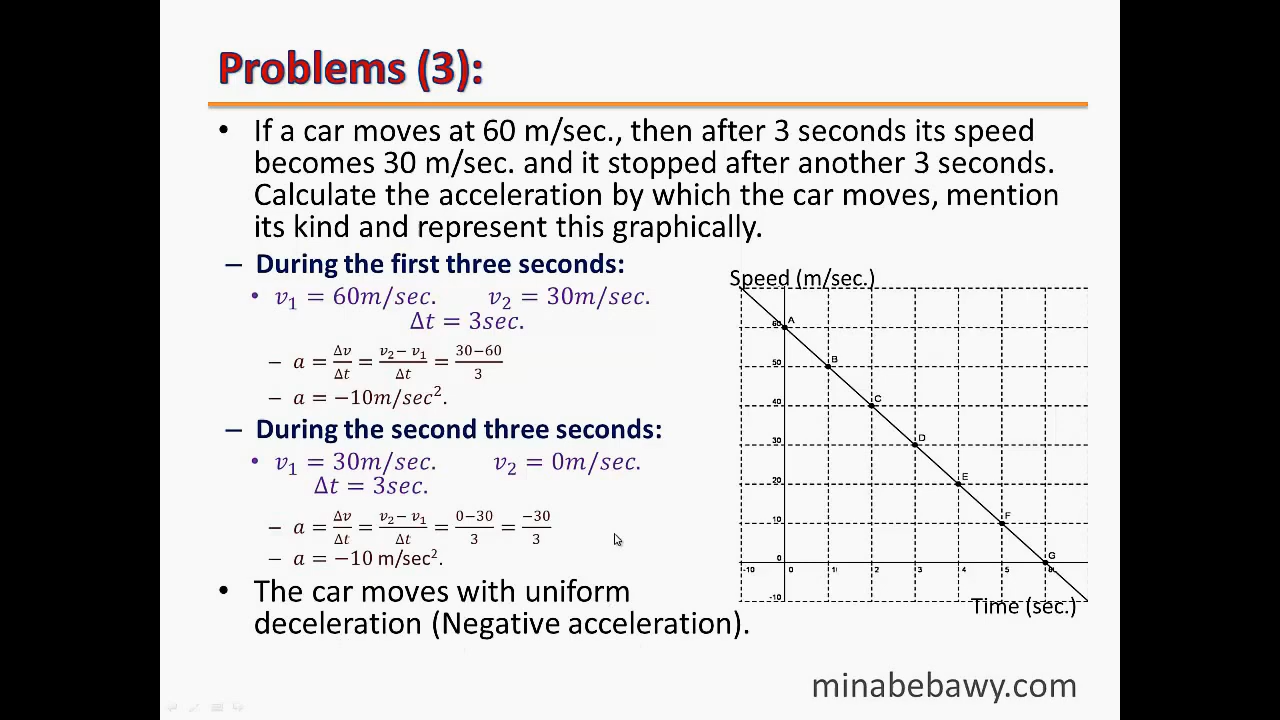 Problems (3):
• If a car moves at 60 m/sec., then after 3 seconds its speed
becomes 30 m/sec. and it stopped after another 3 seconds.
Calculate the acceleration by which the car moves, mention
its kind and represent this graphically.
– During the first three seconds:
• v₁ = 60m/sec. v₂ = 30m/sec.
Δt = 3sec.
– a = Δv/Δt = (v₂− v₁)/Δt = (30−60)/3
– a = −10m/sec².
– During the second three seconds:
• v₁ = 30m/sec. v₂ = 0m/sec.
Δt = 3sec.
– a = Δv/Δt = (v₂− v₁)/Δt = (0−30)/3 = −30/3
– a = −10 m/sec².
• The car moves with uniform
deceleration (Negative acceleration).
Speed (m/sec.)
60 A
50 B
40 C
30 D
20 E
10 F
0 G
-10 0 1 2 3 4 5 6
-10
Time (sec.)
minabebawy.com